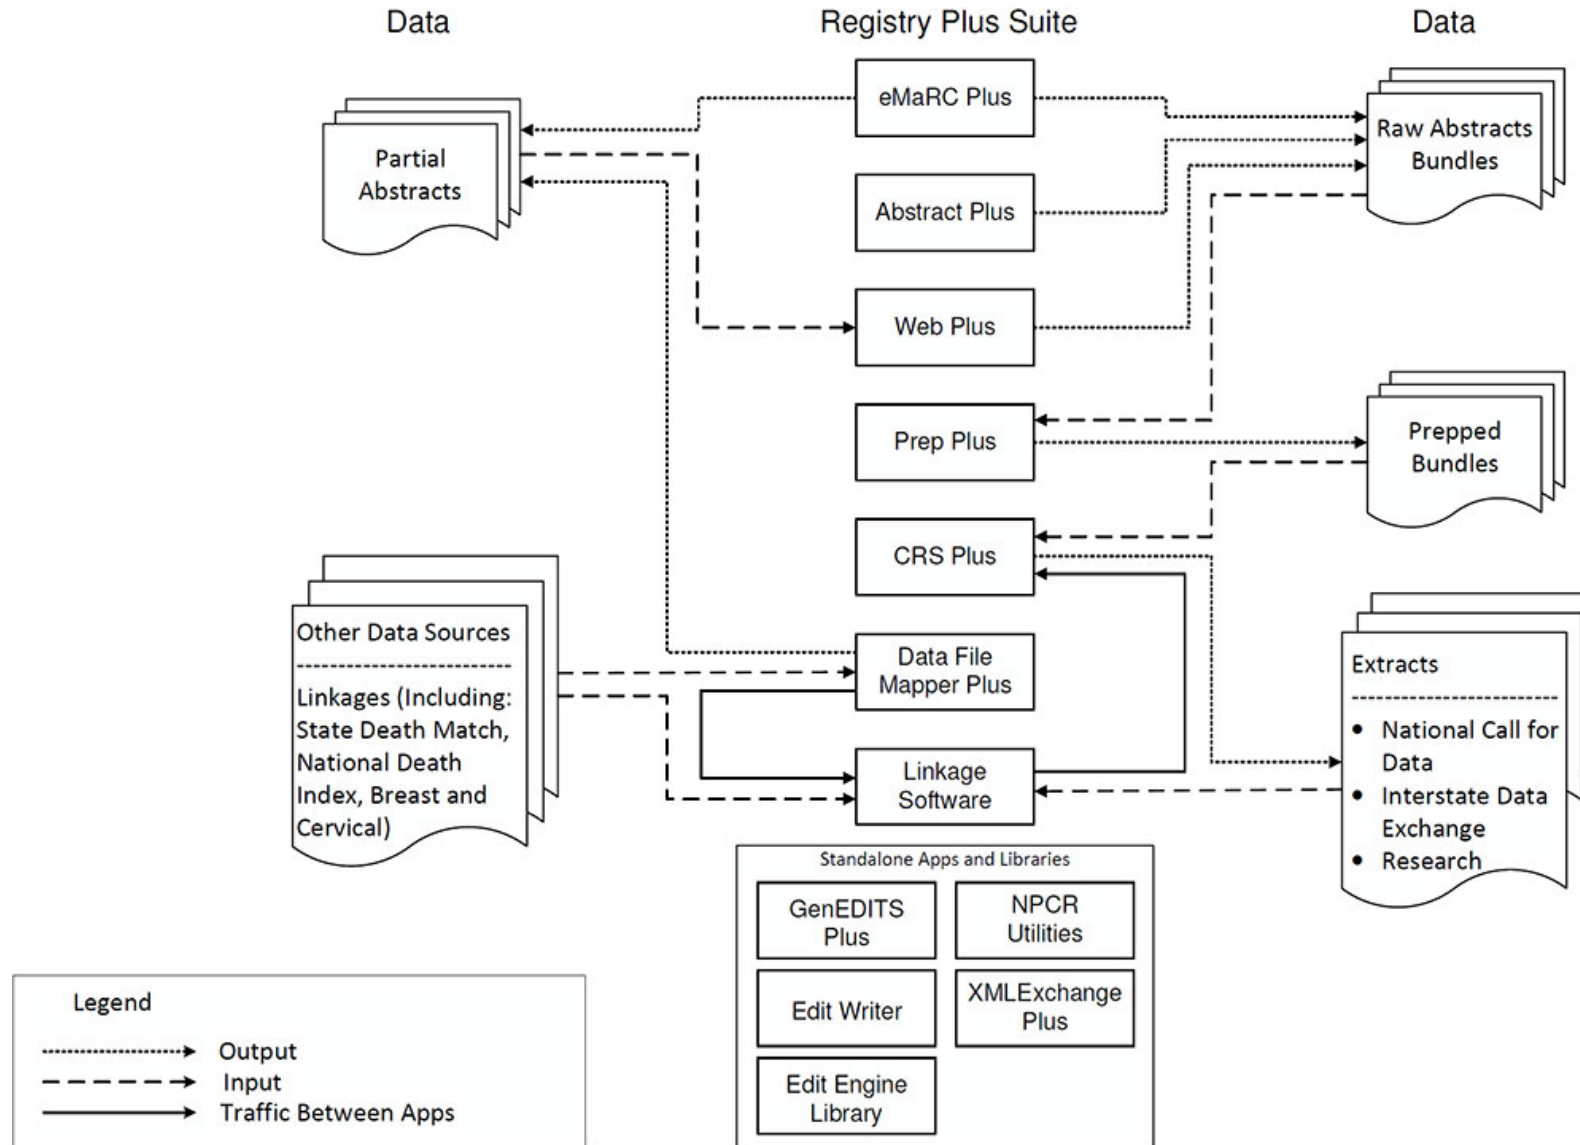 Data
Registry Plus Suite
Data
eMaRC Plus
Partial
Abstracts
Raw Abstracts
Bundles
Abstract Plus
Web Plus
Prep Plus
Prepped
Bundles
CRS Plus
Other Data Sources
Linkages (Including:
State Death Match,
National Death
Index, Breast and
Cervical)
Data File
Mapper Plus
Linkage
Software
Extracts
• National Call for
Data
• Interstate Data
Exchange
• Research
Standalone Apps and Libraries
GenEDITS
Plus
NPCR
Utilities
Edit Writer
XMLExchange
Plus
Edit Engine
Library
Legend
Output
Input
Traffic Between Apps